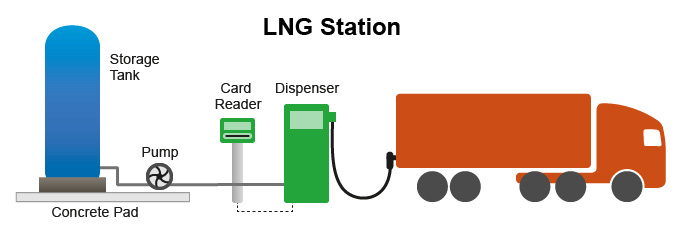 LNG Station
Storage
Tank
Card
Reader
Dispenser
Pump
Concrete Pad